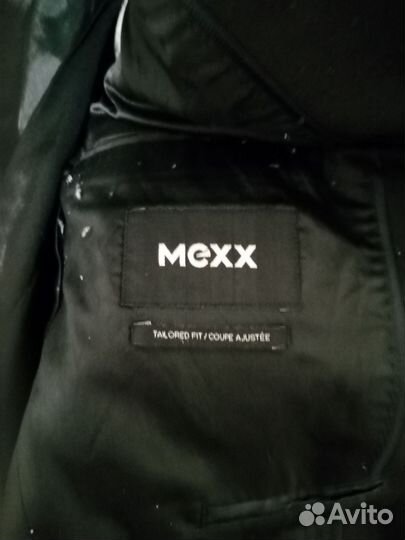 Mexx
TAILORED FIT / COUPE AJUSTÉE
Avito